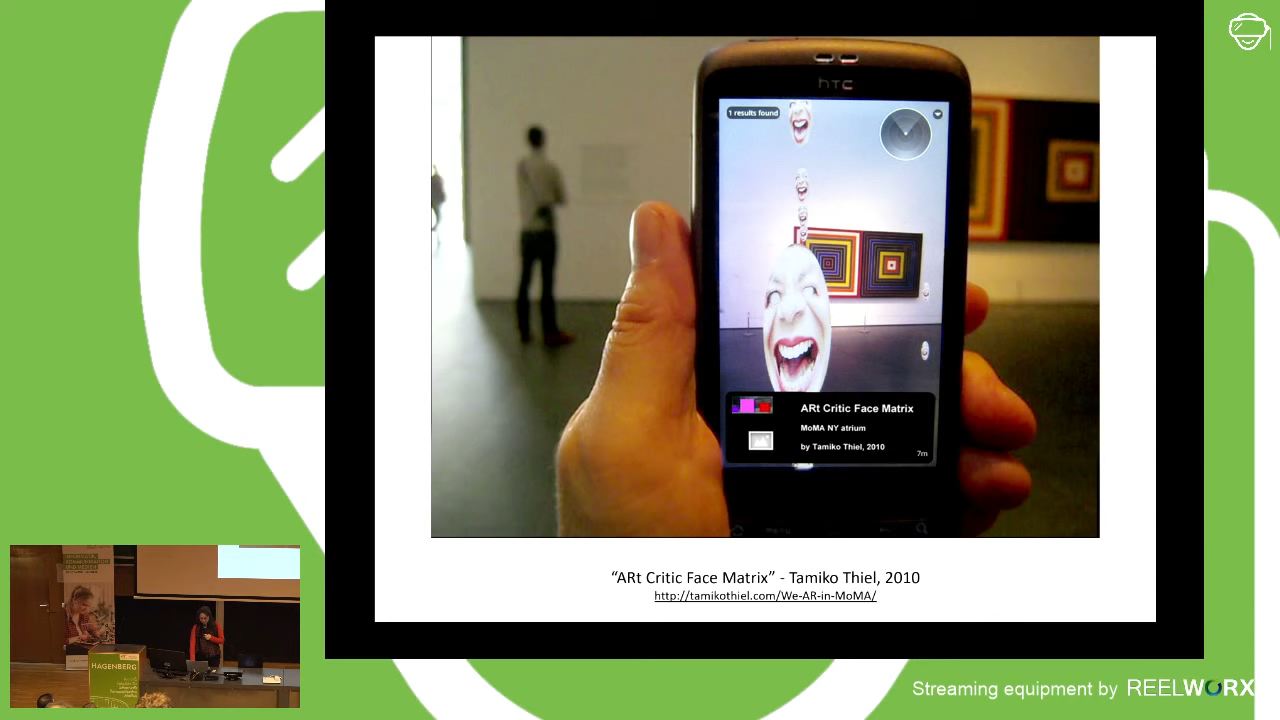 htc
1 results found
ARt Critic Face Matrix
MoMA NY atrium
by Tamiko Thiel, 2010
7m
“ARt Critic Face Matrix” - Tamiko Thiel, 2010
http://tamikothiel.com/We-AR-in-MoMA/
HAGENBERG
Streaming equipment by REELWORX